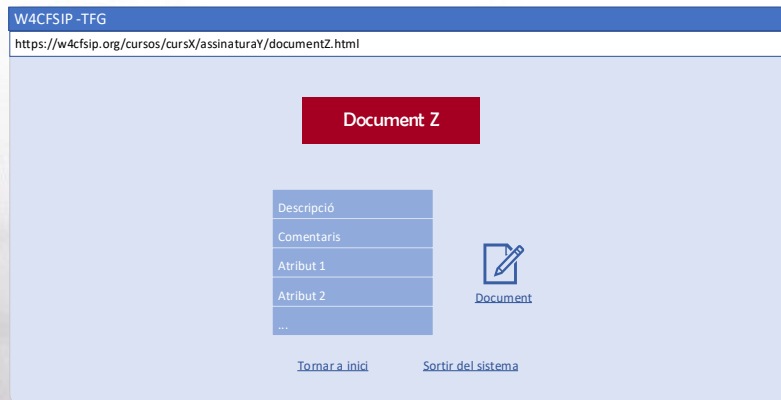 W4CFSIP -TFG
https://w4cfsip.org/cursos/cursX/assinaturaY/documentZ.html
Document Z
Descripció
Comentaris
Atribut 1
Atribut 2
...
Document
Tornar a inici
Sortir del sistema